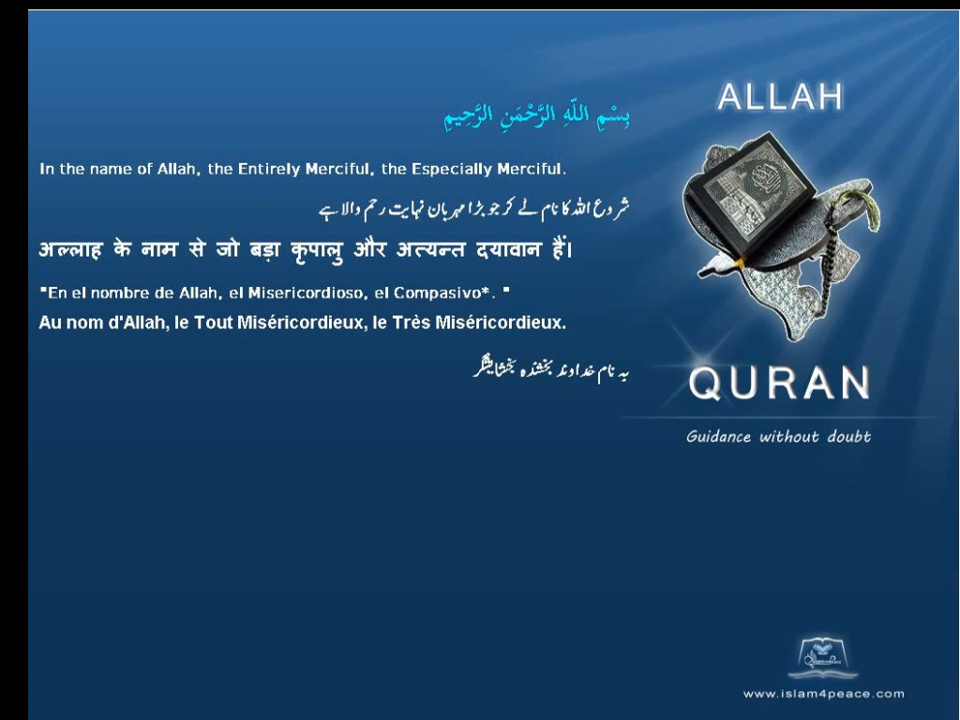 بِسْمِ اللّهِ الرَّحْمَنِ الرَّحِيمِ
In the name of Allah, the Entirely Merciful, the Especially Merciful.
شروع اللہ کا نام لے کر جو بڑا مہربان نہایت رحم والا ہے
अल्लाह के नाम से जो बड़ा कृपालु और अत्यन्त दयावान हैं।
"En el nombre de Allah, el Misericordioso, el Compasivo*. "
Au nom d'Allah, le Tout Miséricordieux, le Très Miséricordieux.
به نام خداوند بخشنده بخشایشگر
ALLAH
QURAN
Guidance without doubt
www.islam4peace.com